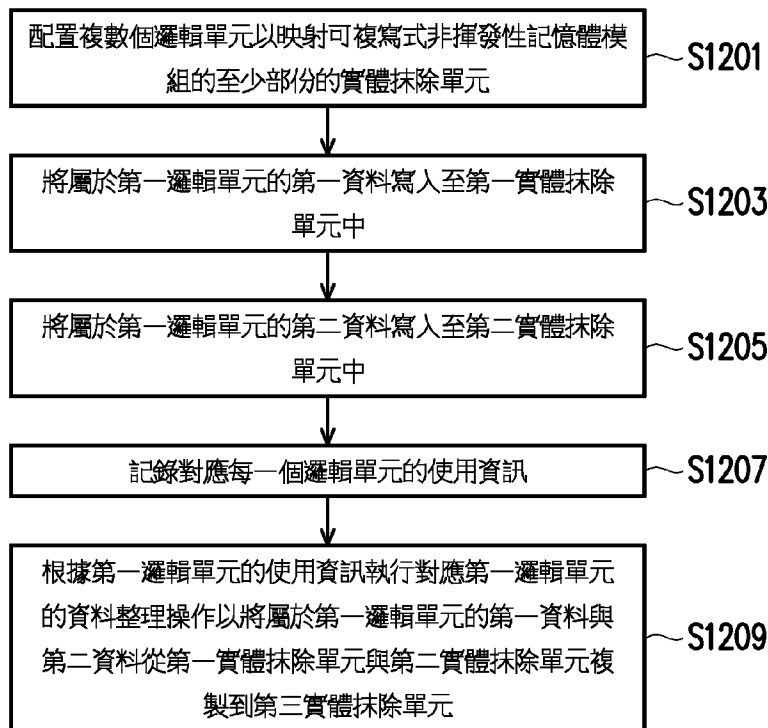 配置複數個邏輯單元以映射可複寫式非揮發性記憶體模
組的至少部份的實體抹除單元
S1201
將屬於第一邏輯單元的第一資料寫入至第一實體抹除
單元中
S1203
將屬於第一邏輯單元的第二資料寫入至第二實體抹除
單元中
S1205
記錄對應每一個邏輯單元的使用資訊
S1207
根據第一邏輯單元的使用資訊執行對應第一邏輯單元
的資料整理操作以將屬於第一邏輯單元的第一資料與
第二資料從第一實體抹除單元與第二實體抹除單元複
製到第三實體抹除單元
S1209